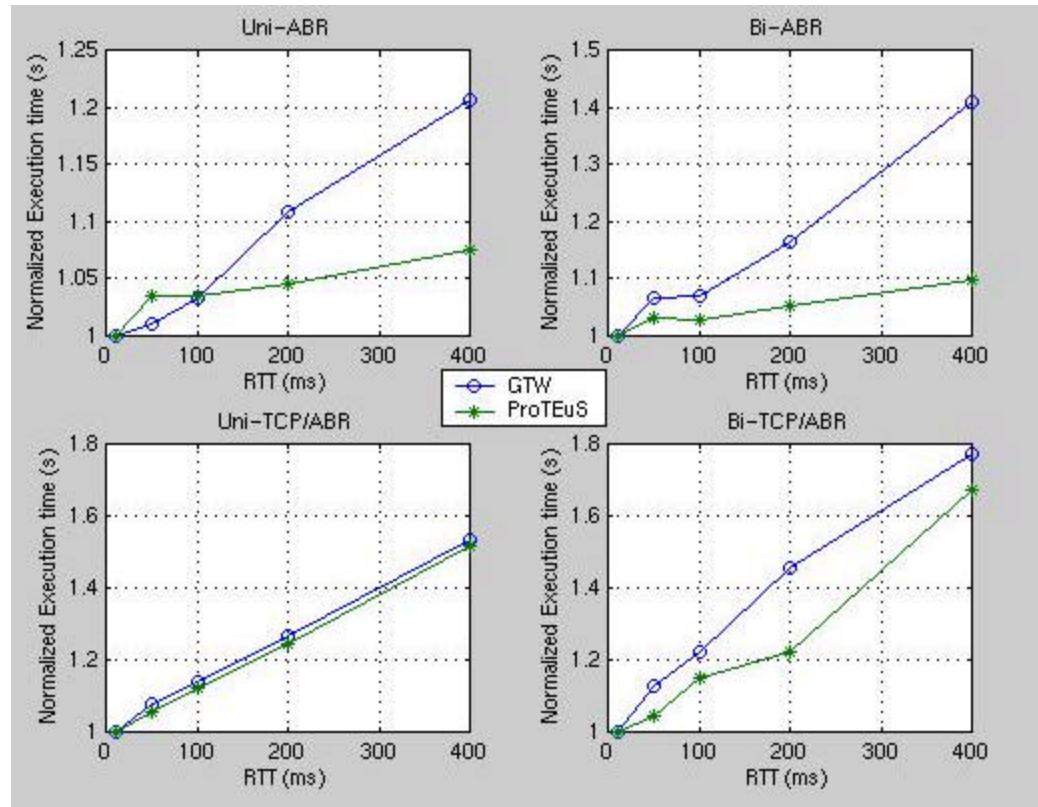 Uni-ABR
Normalized Execution time (s)
1.25
1.2
1.15
1.1
1.05
1
0 100 200 300 400
RTT (ms)
Bi-ABR
Normalized Execution time (s)
1.5
1.4
1.3
1.2
1.1
1
0 100 200 300 400
RTT (ms)
GTW
ProTEuS
Uni-TCP/ABR
Normalized Execution time (s)
1.8
1.6
1.4
1.2
1
0 100 200 300 400
RTT (ms)
Bi-TCP/ABR
Normalized Execution time (s)
1.8
1.6
1.4
1.2
1
0 100 200 300 400
RTT (ms)